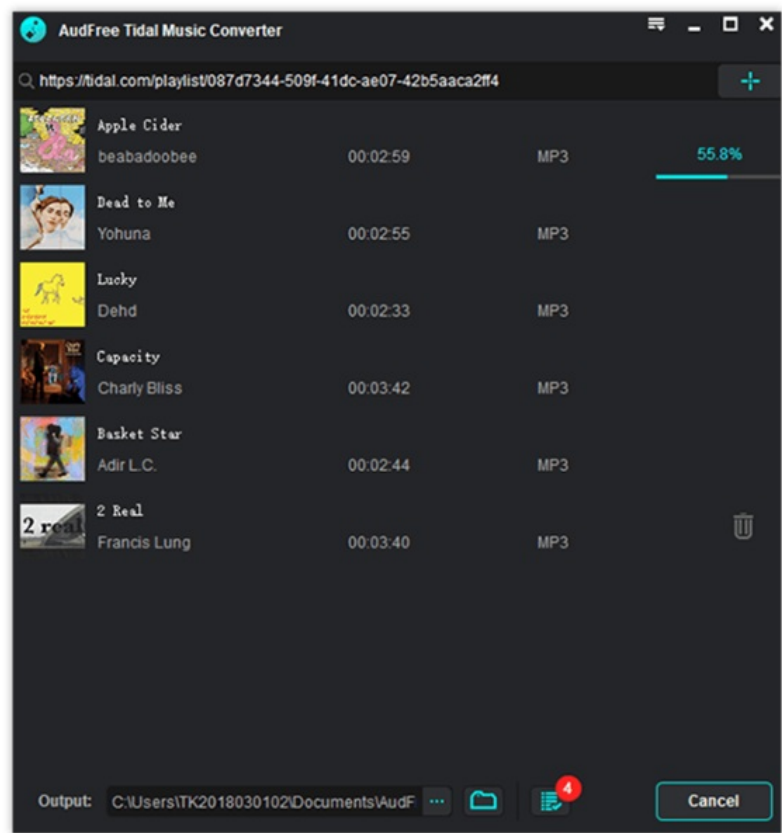 AudFree Tidal Music Converter
https://tidal.com/playlist/087d7344-509f-41dc-ae07-42b5aaca2ff4
Apple Cider
beabadoobee 00:02:59 MP3 55.8%
Dead to Me
Yohuna 00:02:55 MP3
Lucky
Dehd 00:02:33 MP3
Capacity
Charly Bliss 00:03:42 MP3
Basket Star
Adir L.C. 00:02:44 MP3
2 Real
2 real
Francis Lung 00:03:40 MP3
Output: C:\Users\TK2018030102\Documents\AudF ... 4 Cancel